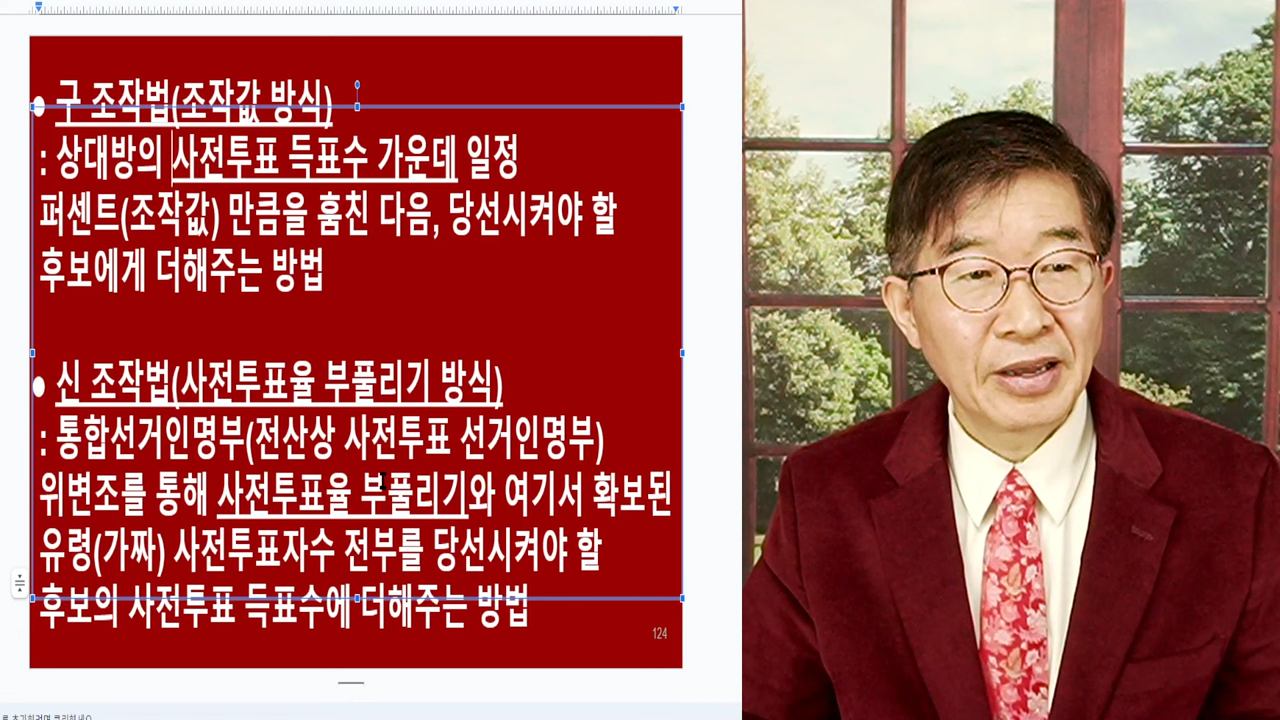 구 조작법(조작값 방식)
: 상대방의 사전투표 득표수 가운데 일정
퍼센트(조작값) 만큼을 훔친 다음, 당선시켜야 할
후보에게 더해주는 방법
신 조작법(사전투표율 부풀리기 방식)
: 통합선거인명부(전산상 사전투표 선거인명부)
위변조를 통해 사전투표율 부풀리기와 여기서 확보된
유령(가짜) 사전투표자수 전부를 당선시켜야 할
후보의 사전투표 득표수에 더해주는 방법
124